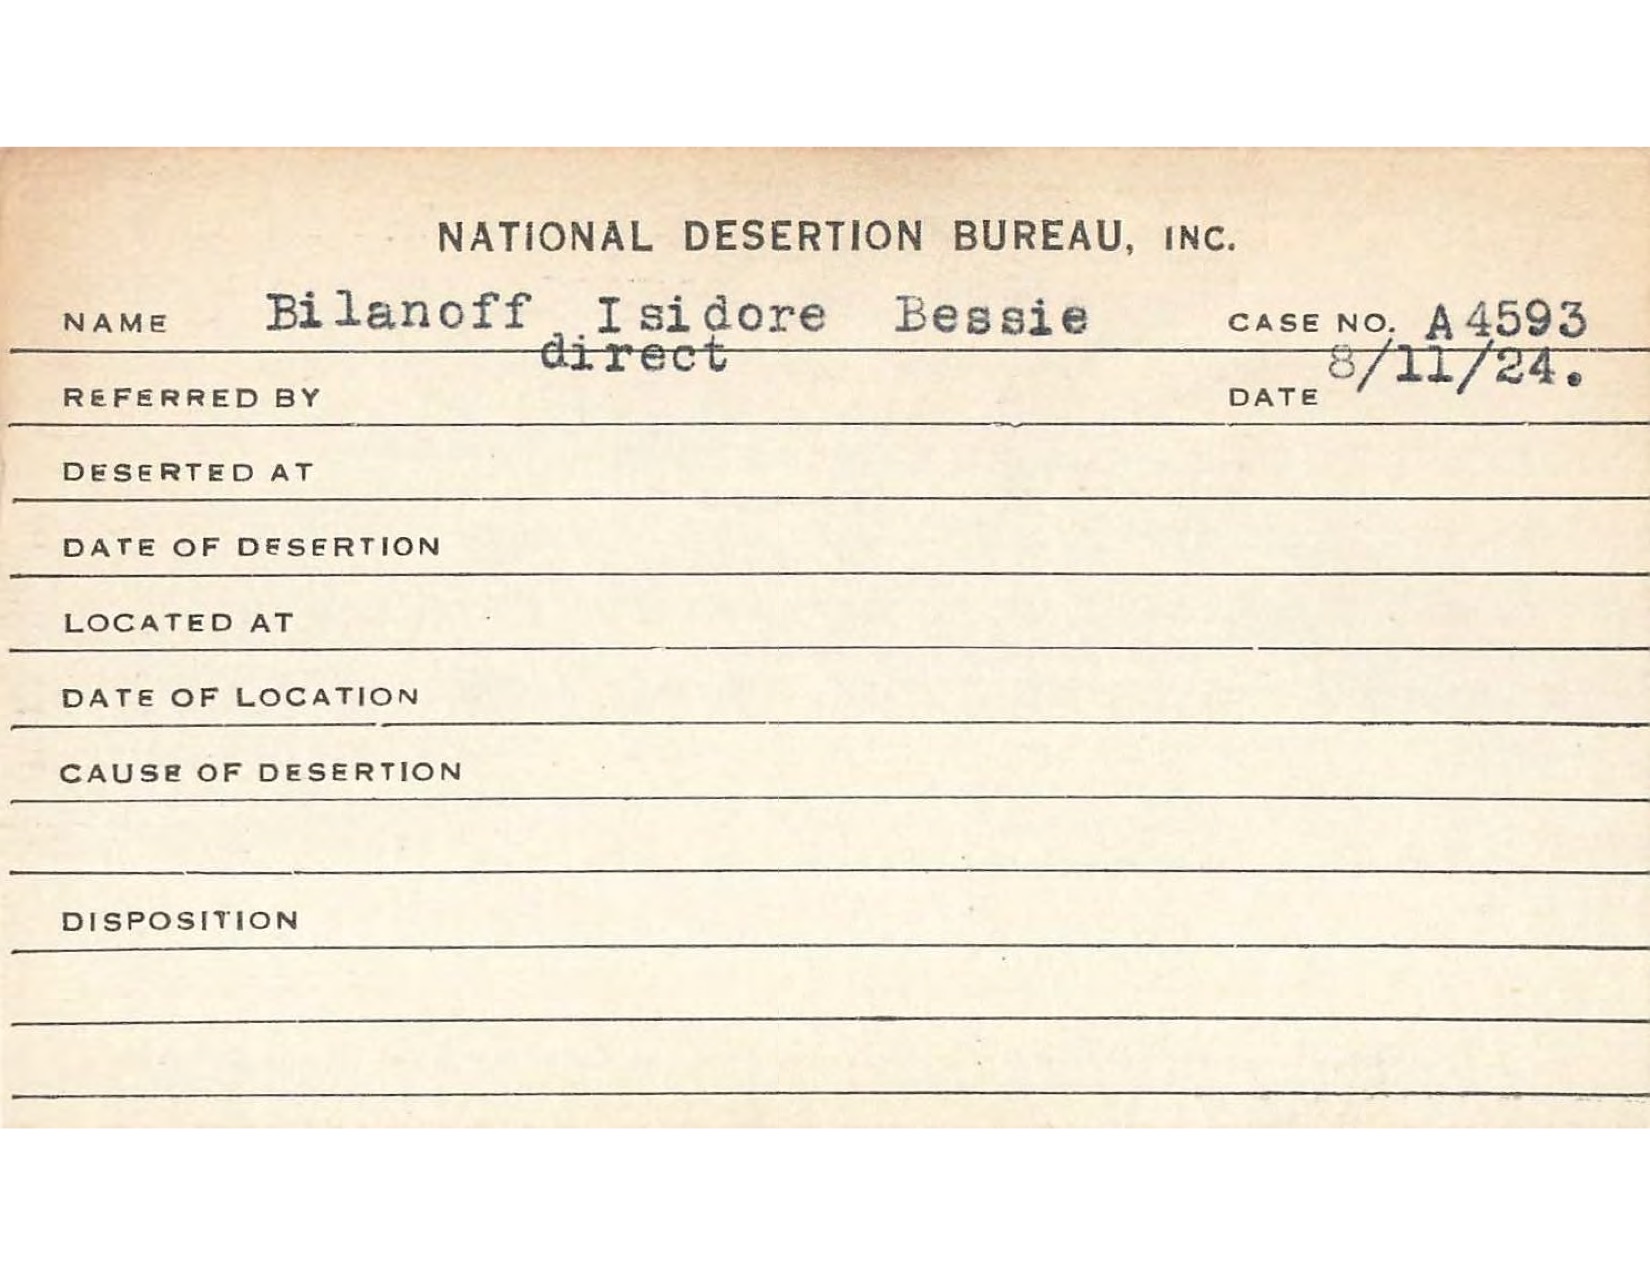 NATIONAL DESERTION BUREAU, INC.
NAME Bilanoff, Isidore Bessie CASE NO. A4593
REFERRED BY direct DATE 8/11/24.
DESERTED AT
DATE OF DESERTION
LOCATED AT
DATE OF LOCATION
CAUSE OF DESERTION
DISPOSITION